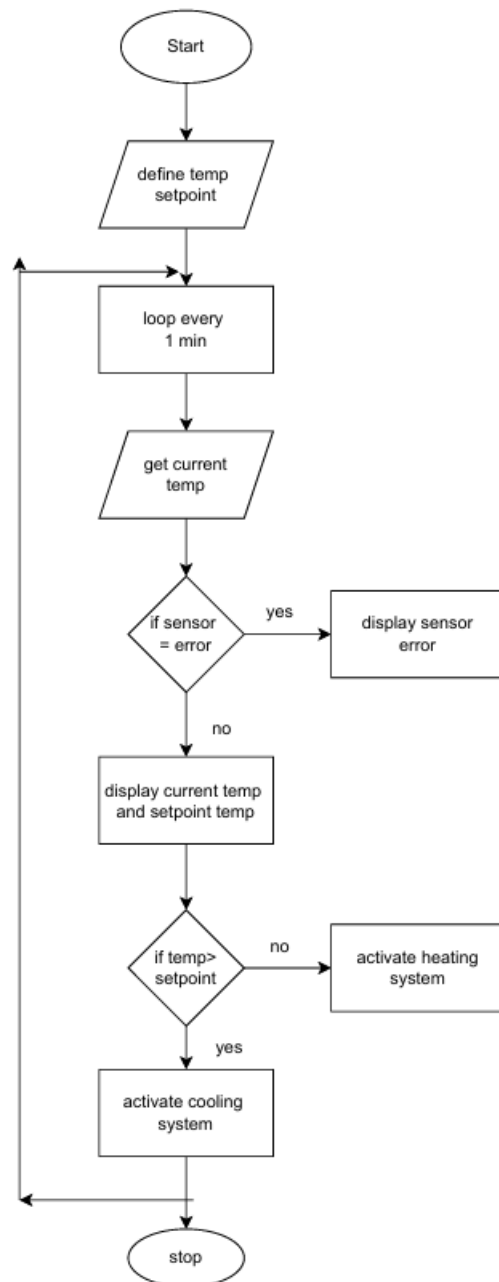 Start
define temp
setpoint
loop every
1 min
get current
temp
if sensor
= error
yes
display sensor
error
no
display current temp
and setpoint temp
if temp>
setpoint
no
activate heating
system
yes
activate cooling
system
stop